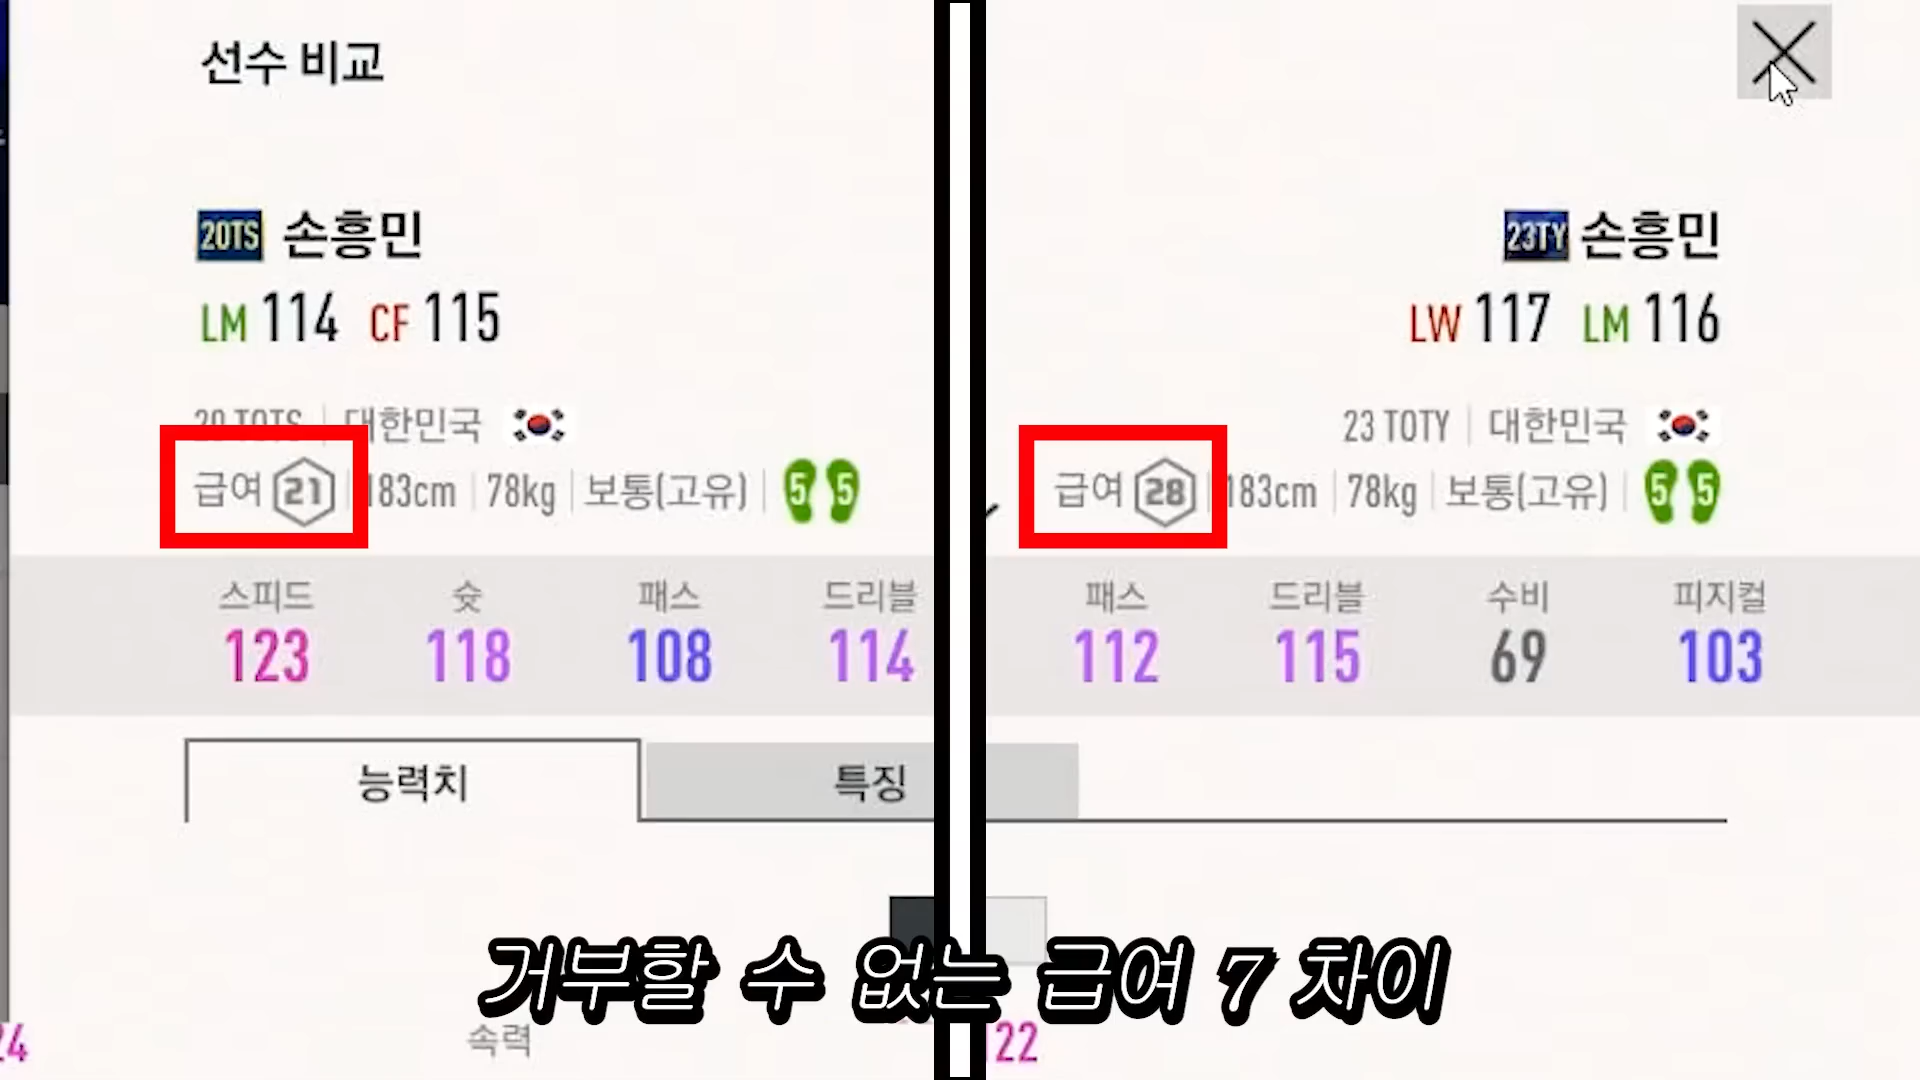 선수 비교
20TS 손흥민
LM 114 CF 115
20 TOTS 대한민국
급여 21 183cm 78kg 보통(고유) 5 5
스피드 슛 패스 드리블
123 118 108 114
능력치 특징
23TY 손흥민
LW 117 LM 116
23 TOTY 대한민국
급여 28 183cm 78kg 보통(고유) 5 5
패스 드리블 수비 피지컬
112 115 69 103
거부할 수 없는 급여 7 차이
속력